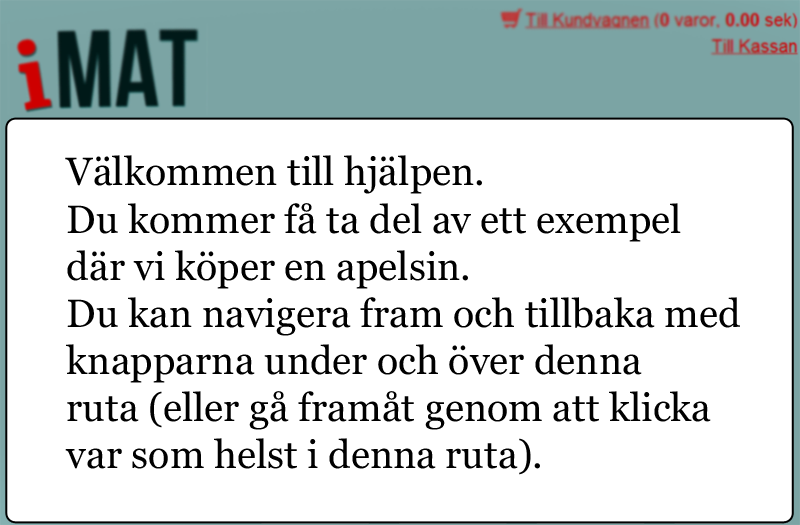 Till Kundvagnen (0 varor, 0.00 sek)
Till Kassan
iMAT
Välkommen till hjälpen.
Du kommer få ta del av ett exempel
där vi köper en apelsin.
Du kan navigera fram och tillbaka med
knapparna under och över denna
ruta (eller gå framåt genom att klicka
var som helst i denna ruta).